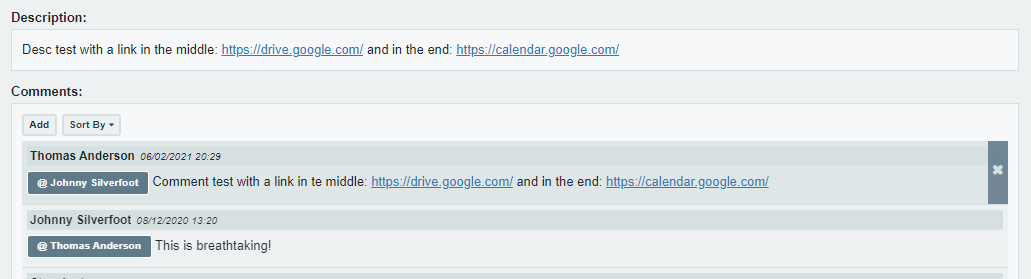 Description:
Desc test with a link in the middle: https://drive.google.com/ and in the end: https://calendar.google.com/
Comments:
Add Sort By
Thomas Anderson 06/02/2021 20:29
@ Johnny Silverfoot Comment test with a link in te middle: https://drive.google.com/ and in the end: https://calendar.google.com/
Johnny Silverfoot 08/12/2020 13:20
@ Thomas Anderson This is breathtaking!